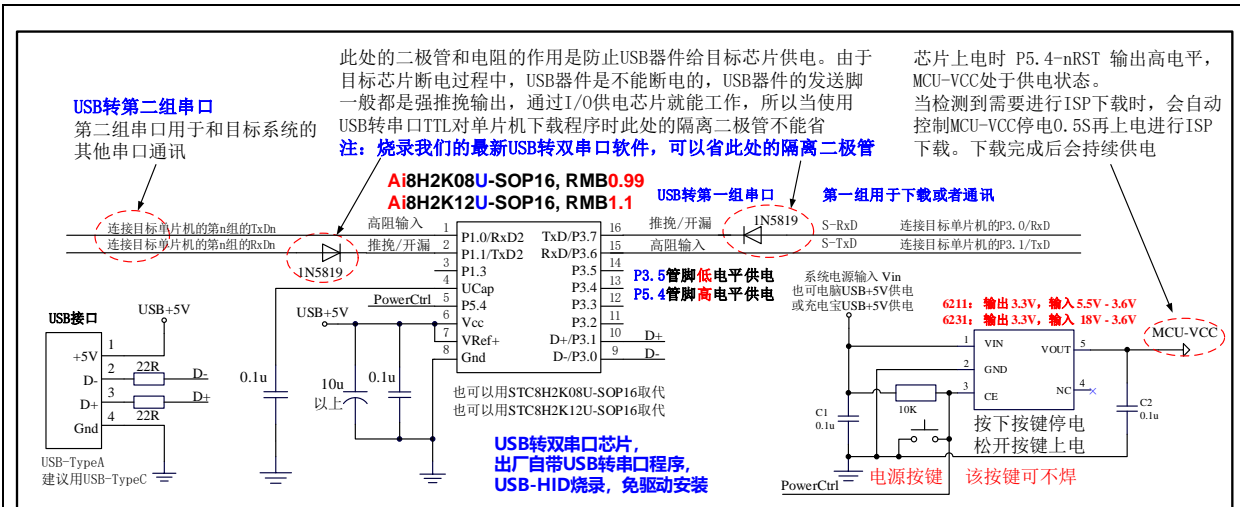 此处的二极管和电阻的作用是防止USB器件给目标芯片供电。由于
目标芯片断电过程中，USB器件是不能断电的，USB器件的发送脚
一般都是强推挽输出，通过I/O供电芯片就能工作，所以当使用
USB转串口TTL对单片机下载程序时此处的隔离二极管不能省
注：烧录我们的最新USB转双串口软件，可以省此处的隔离二极管
芯片上电时 P5.4-nRST 输出高电平，
MCU-VCC处于供电状态。
当检测到需要进行ISP下载时，会自动
控制MCU-VCC停电0.5S再上电进行ISP
下载。下载完成后会持续供电
USB转第二组串口
第二组串口用于和目标系统的
其他串口通讯
Ai8H2K08U-SOP16, RMB0.99
Ai8H2K12U-SOP16, RMB1.1
USB转第一组串口
第一组用于下载或者通讯
连接目标单片机的第n组的TxDn
连接目标单片机的第n组的RxDn
高阻输入
推挽/开漏
1N5819
1
2
3
4
5
6
7
8
P1.0/RxD2
P1.1/TxD2
P1.3
UCap
P5.4
Vcc
VRef+
Gnd
TxD/P3.7
RxD/P3.6
P3.5
P3.4
P3.3
P3.2
D+/P3.1
D-/P3.0
16
15
14
13
12
11
10
9
推挽/开漏
高阻输入
1N5819
S-RxD
S-TxD
连接目标单片机的P3.0/RxD
连接目标单片机的P3.1/TxD
P3.5管脚低电平供电
P5.4管脚高电平供电
D+
D-
PowerCtrl
USB+5V
0.1u
10u
以上
0.1u
也可以用STC8H2K08U-SOP16取代
也可以用STC8H2K12U-SOP16取代
USB转双串口芯片，
出厂自带USB转串口程序，
USB-HID烧录，免驱动安装
USB接口
USB+5V
+5V
D-
D+
Gnd
1
2
3
4
22R
22R
D-
D+
USB-TypeA
建议用USB-TypeC
系统电源输入 Vin
也可电脑USB+5V供电
或充电宝USB+5V供电
6211：输出3.3V，输入 5.5V - 3.6V
6231：输出3.3V，输入 18V - 3.6V
MCU-VCC
1
2
3
VIN
GND
CE
VOUT
NC
5
4
10K
C1
0.1u
C2
0.1u
按下按键停电
松开按键上电
电源按键
该按键可不焊
PowerCtrl